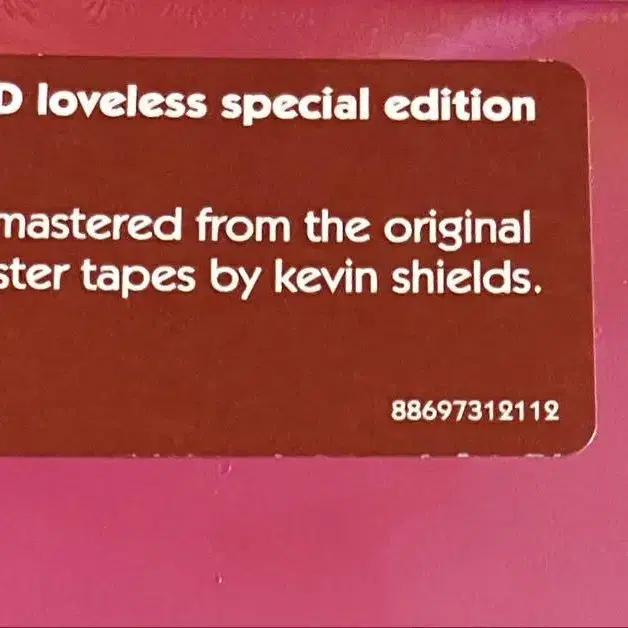 D loveless special edition
mastered from the original
ster tapes by kevin shields.
88697312112